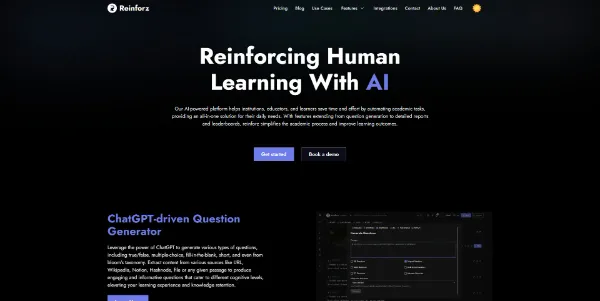 Reinforz
Pricing Blog Use Cases Features Integrations Contact About Us FAQ
Reinforcing Human
Learning With AI
Our AI powered platform helps institutions, educators, and learners save time and effort by automating academic tasks,
providing an all-in-one solution for their daily needs. With features extending from question generation to detailed reports
and leaderboards, reinforz simplifies the academic process and improve learning outcomes.
Get started
Book a demo
ChatGPT-driven Question
Generator
Leverage the power of ChatGPT to generate various types of questions,
including true/false, multiple-choice, fill-in-the-blank, short, and even from
bloom's taxonomy. Extract content from various sources like URL,
Wikipedia, Notion, Hashnode, File or any given passage to produce
engaging and informative questions that cater to different cognitive levels,
elevating your learning experience and knowledge retention.